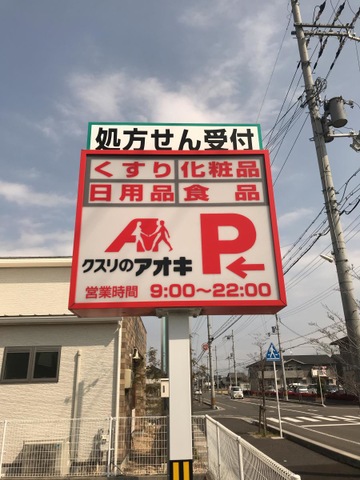 処方せん受付
くすり 化粧品
日用品 食品
クスリのアオキ
P
営業時間 9:00～22:00